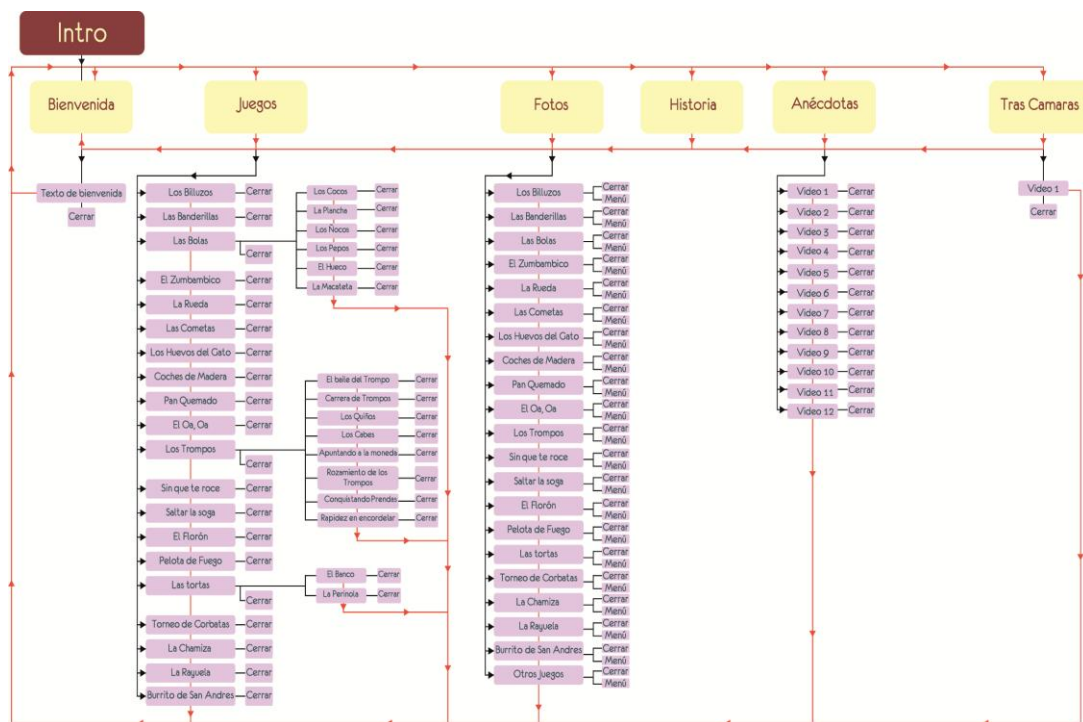 Intro
Bienvenida
Juegos
Fotos
Historia
Anécdotas
Tras Camaras
Texto de bienvenida
Cerrar
Los Billuzos
Cerrar
Las Banderillas
Cerrar
Las Bolas
Cerrar
El Zumbambico
Cerrar
La Rueda
Cerrar
Las Cometas
Cerrar
Los Huevos del Gato
Cerrar
Coches de Madera
Cerrar
Pan Quemado
Cerrar
El Oa, Oa
Cerrar
Los Trompos
Cerrar
Sin que te roce
Cerrar
Saltar la soga
Cerrar
El Florón
Cerrar
Pelota de Fuego
Cerrar
Las tortas
Cerrar
Torneo de Corbatas
Cerrar
La Chamiza
Cerrar
La Rayuela
Cerrar
Burrito de San Andres
Cerrar
Los Cocos
Cerrar
La Plancha
Cerrar
Los Ñocos
Cerrar
Los Pepos
Cerrar
El Hueco
Cerrar
La Macateta
Cerrar
El baile del Trompo
Cerrar
Carrera de Trompos
Cerrar
Los Quiños
Cerrar
Los Cabes
Cerrar
Apuntando a la moneda
Cerrar
Rozamiento de los
Trompos
Cerrar
Conquistando Prendas
Cerrar
Rapidez en encordelar
Cerrar
El Banco
Cerrar
La Perinola
Cerrar
Los Billuzos
Cerrar
Menú
Las Banderillas
Cerrar
Menú
Las Bolas
Cerrar
Menú
El Zumbambico
Cerrar
Menú
La Rueda
Cerrar
Menú
Las Cometas
Cerrar
Menú
Los Huevos del Gato
Cerrar
Menú
Coches de Madera
Cerrar
Menú
Pan Quemado
Cerrar
Menú
El Oa, Oa
Cerrar
Menú
Los Trompos
Cerrar
Menú
Sin que te roce
Cerrar
Menú
Saltar la soga
Cerrar
Menú
El Florón
Cerrar
Menú
Pelota de Fuego
Cerrar
Menú
Las tortas
Cerrar
Menú
Torneo de Corbatas
Cerrar
Menú
La Chamiza
Cerrar
Menú
La Rayuela
Cerrar
Menú
Burrito de San Andres
Cerrar
Menú
Otros Juegos
Cerrar
Menú
Video 1
Cerrar
Video 2
Cerrar
Video 3
Cerrar
Video 4
Cerrar
Video 5
Cerrar
Video 6
Cerrar
Video 7
Cerrar
Video 8
Cerrar
Video 9
Cerrar
Video 10
Cerrar
Video 11
Cerrar
Video 12
Cerrar
Video 1
Cerrar